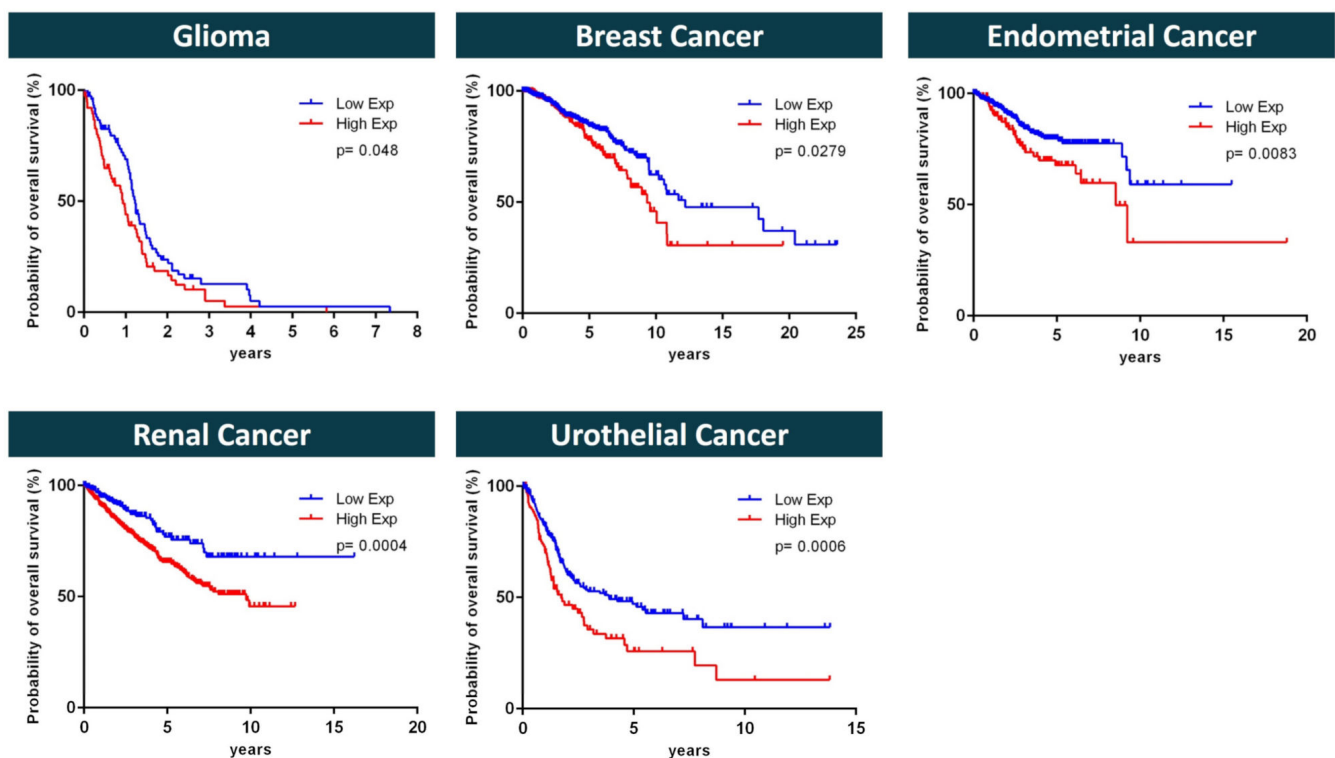 Glioma
Probability of overall survival (%)
100
50
0
Low Exp
High Exp
p= 0.048
0 1 2 3 4 5 6 7 8
years
Breast Cancer
Probability of overall survival (%)
100
50
0
Low Exp
High Exp
p= 0.0279
0 5 10 15 20 25
years
Endometrial Cancer
Probability of overall survival (%)
100
50
0
Low Exp
High Exp
p= 0.0083
0 5 10 15 20
years
Renal Cancer
Probability of overall survival (%)
100
50
0
Low Exp
High Exp
p= 0.0004
0 5 10 15 20
years
Urothelial Cancer
Probability of overall survival (%)
100
50
0
Low Exp
High Exp
p= 0.0006
0 5 10 15
years